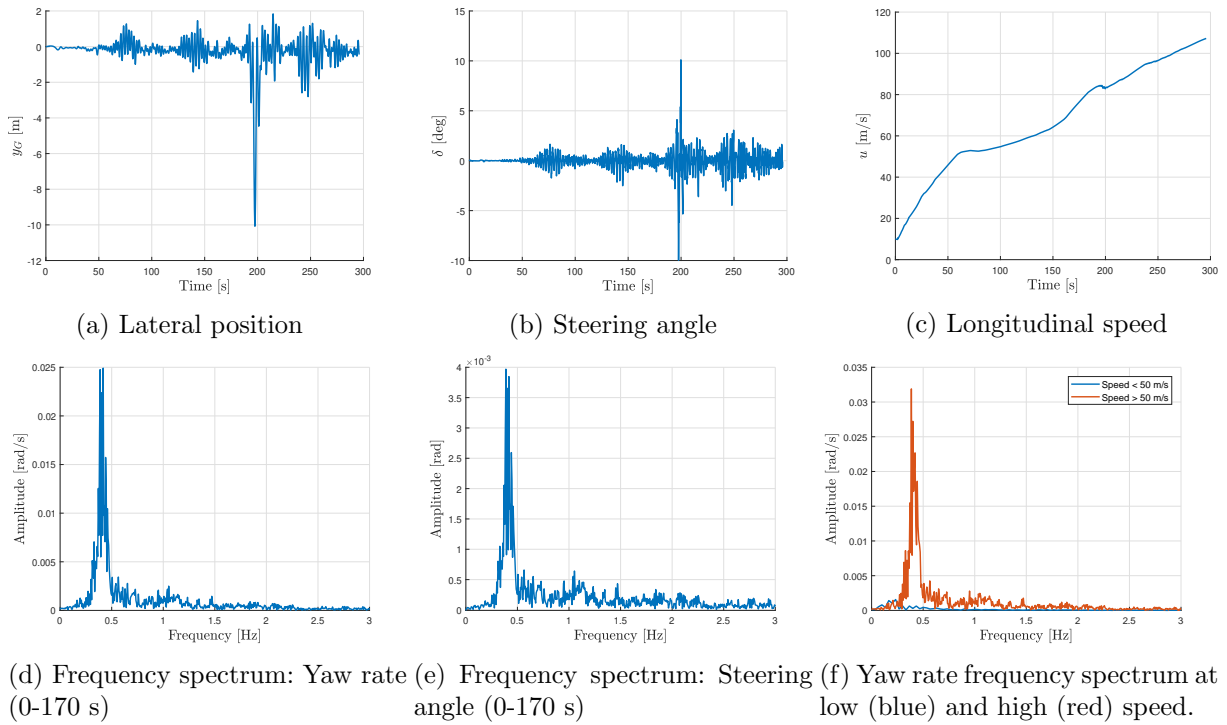 2
0
-2
-4
-6
-8
-10
-12
y_G [m]
0 50 100 150 200 250 300
Time [s]
(a) Lateral position
15
10
5
0
-5
-10
δ [deg]
0 50 100 150 200 250 300
Time [s]
(b) Steering angle
120
100
80
60
40
20
0
u [m/s]
0 50 100 150 200 250 300
Time [s]
(c) Longitudinal speed
0.025
0.02
0.015
0.01
0.005
0
Amplitude [rad/s]
0 0.5 1 1.5 2 2.5 3
Frequency [Hz]
(d) Frequency spectrum: Yaw rate
(0-170 s)
×10⁻³
4
3.5
3
2.5
2
1.5
1
0.5
0
Amplitude [rad]
0 0.5 1 1.5 2 2.5 3
Frequency [Hz]
(e) Frequency spectrum: Steering
angle (0-170 s)
0.035
0.03
0.025
0.02
0.015
0.01
0.005
0
Amplitude [rad/s]
Speed < 50 m/s
Speed > 50 m/s
0 0.5 1 1.5 2 2.5 3
Frequency [Hz]
(f) Yaw rate frequency spectrum at
low (blue) and high (red) speed.